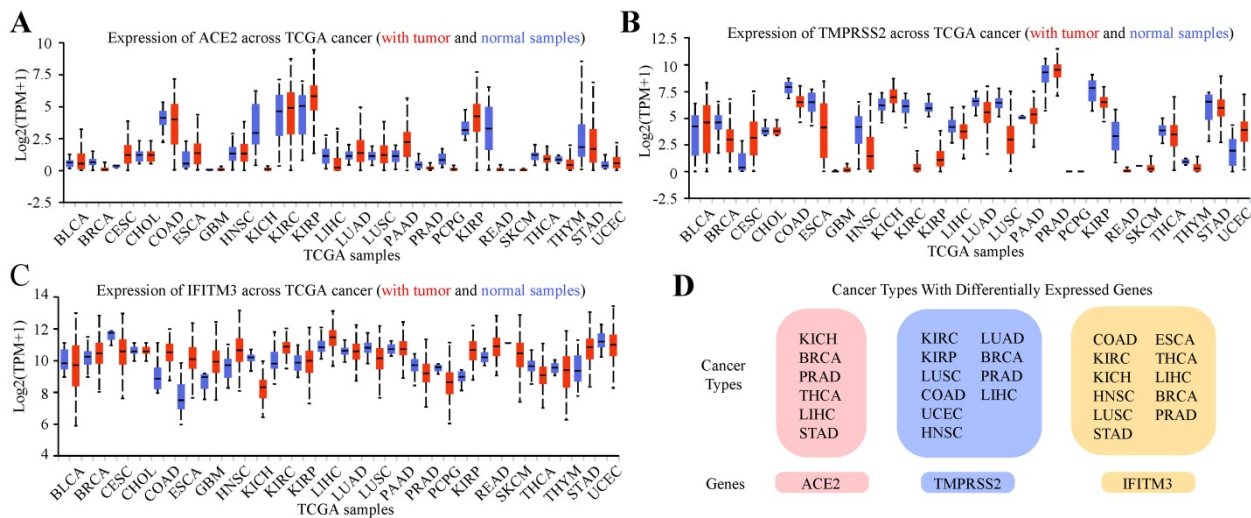 A
Expression of ACE2 across TCGA cancer (with tumor and normal samples)
Log2(TPM+1)
10
7.5
5
2.5
0
-2.5
BLCA
BRCA
CESC
CHOL
COAD
ESCA
GBM
HNSC
KICH
KIRC
KIRP
LIHC
LUAD
LUSC
PAAD
PRAD
PCPG
KIRP
READ
SKCM
THCA
THYM
STAD
UCEC
TCGA samples
B
Expression of TMPRSS2 across TCGA cancer (with tumor and normal samples)
Log2(TPM+1)
12.5
10
7.5
5
2.5
0
-2.5
BLCA
BRCA
CESC
CHOL
COAD
ESCA
GBM
HNSC
KICH
KIRC
KIRP
LIHC
LUAD
LUSC
PAAD
PRAD
PCPG
KIRP
READ
SKCM
THCA
THYM
STAD
UCEC
TCGA samples
C
Expression of IFITM3 across TCGA cancer (with tumor and normal samples)
Log2(TPM+1)
14
12
10
8
6
4
BLCA
BRCA
CESC
CHOL
COAD
ESCA
GBM
HNSC
KICH
KIRC
KIRP
LIHC
LUAD
LUSC
PAAD
PRAD
PCPG
KIRP
READ
SKCM
THCA
THYM
STAD
UCEC
TCGA samples
D
Cancer Types With Differentially Expressed Genes
Cancer
Types
KICH
BRCA
PRAD
THCA
LIHC
STAD
KIRC LUAD
KIRP BRCA
LUSC PRAD
COAD LIHC
UCEC
HNSC
COAD ESCA
KIRC THCA
KICH LIHC
HNSC BRCA
LUSC PRAD
STAD
Genes
ACE2
TMPRSS2
IFITM3